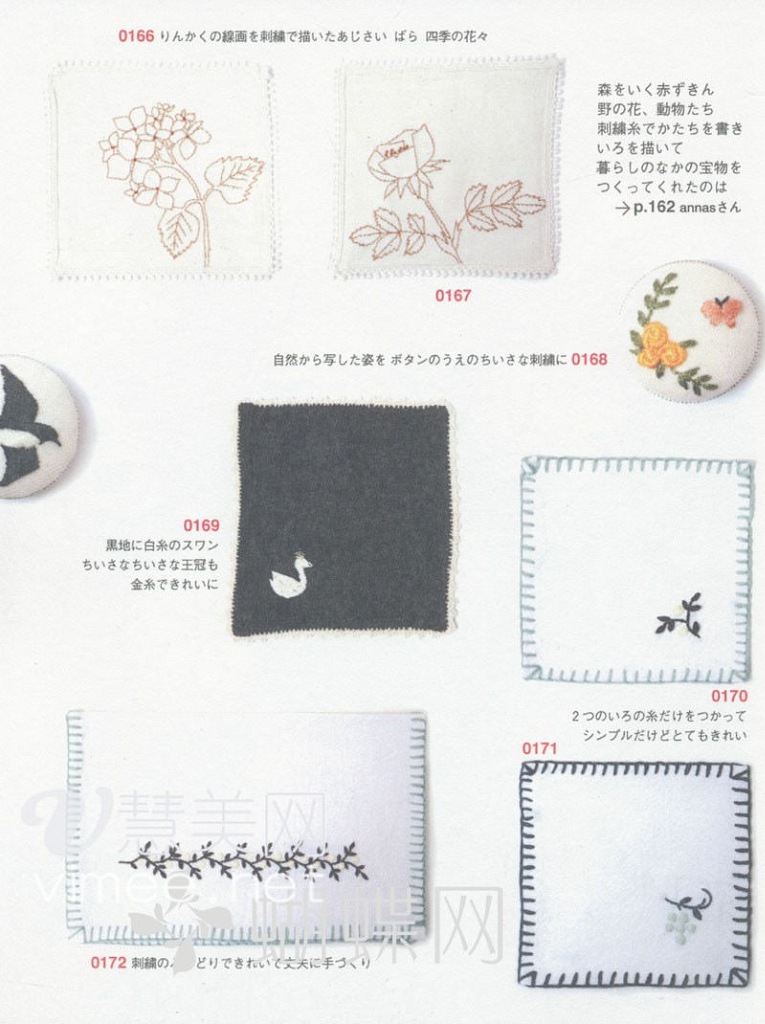 0166 りんかくの線画を刺繍で描いたあじさい ばら 四季の花々
森をいく赤ずきん
野の花、動物たち
刺繍糸でかたちを書き
いろを描いて
暮らしのなかの宝物を
つくってくれたのは
→p.162 annasさん
0167
自然から写した姿を ボタンのうえのちいさな刺繍に 0168
0169
黒地に白糸のスワン
ちいさなちいさな王冠も
金糸できれいに
0170
2つのいろの糸だけをつかって
シンプルだけどとてもきれい
0171
V慧美网
vimee.net
蝴蝶网
0172 刺繍の どりできれいで丈夫に手づくり